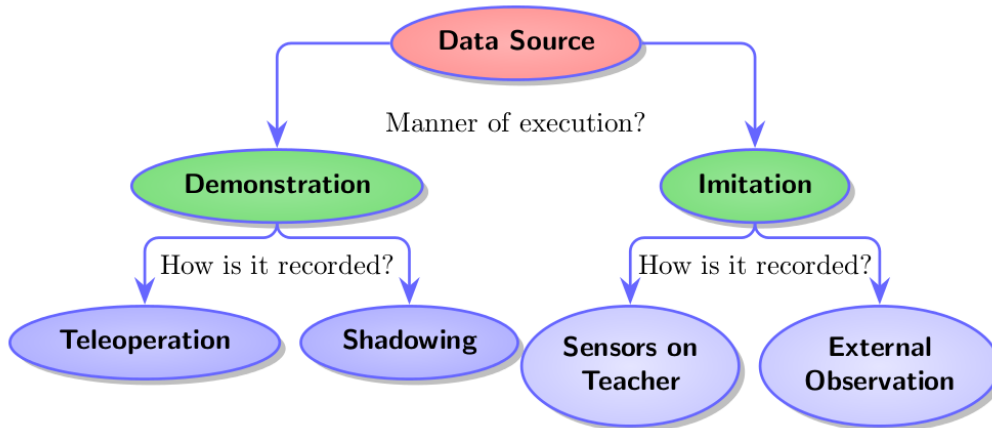 Data Source
Manner of execution?
Demonstration
Imitation
How is it recorded?
How is it recorded?
Teleoperation
Shadowing
Sensors on
Teacher
External
Observation